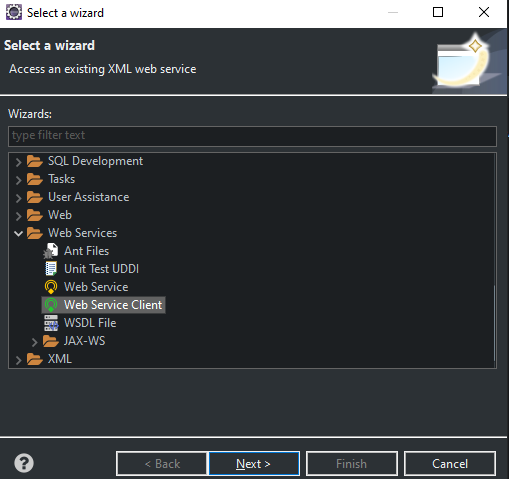 Select a wizard
Select a wizard
Access an existing XML web service
Wizards:
type filter text
SQL Development
Tasks
User Assistance
Web
Web Services
Ant Files
Unit Test UDDI
Web Service
Web Service Client
WSDL File
JAX-WS
XML
? < Back Next > Finish Cancel